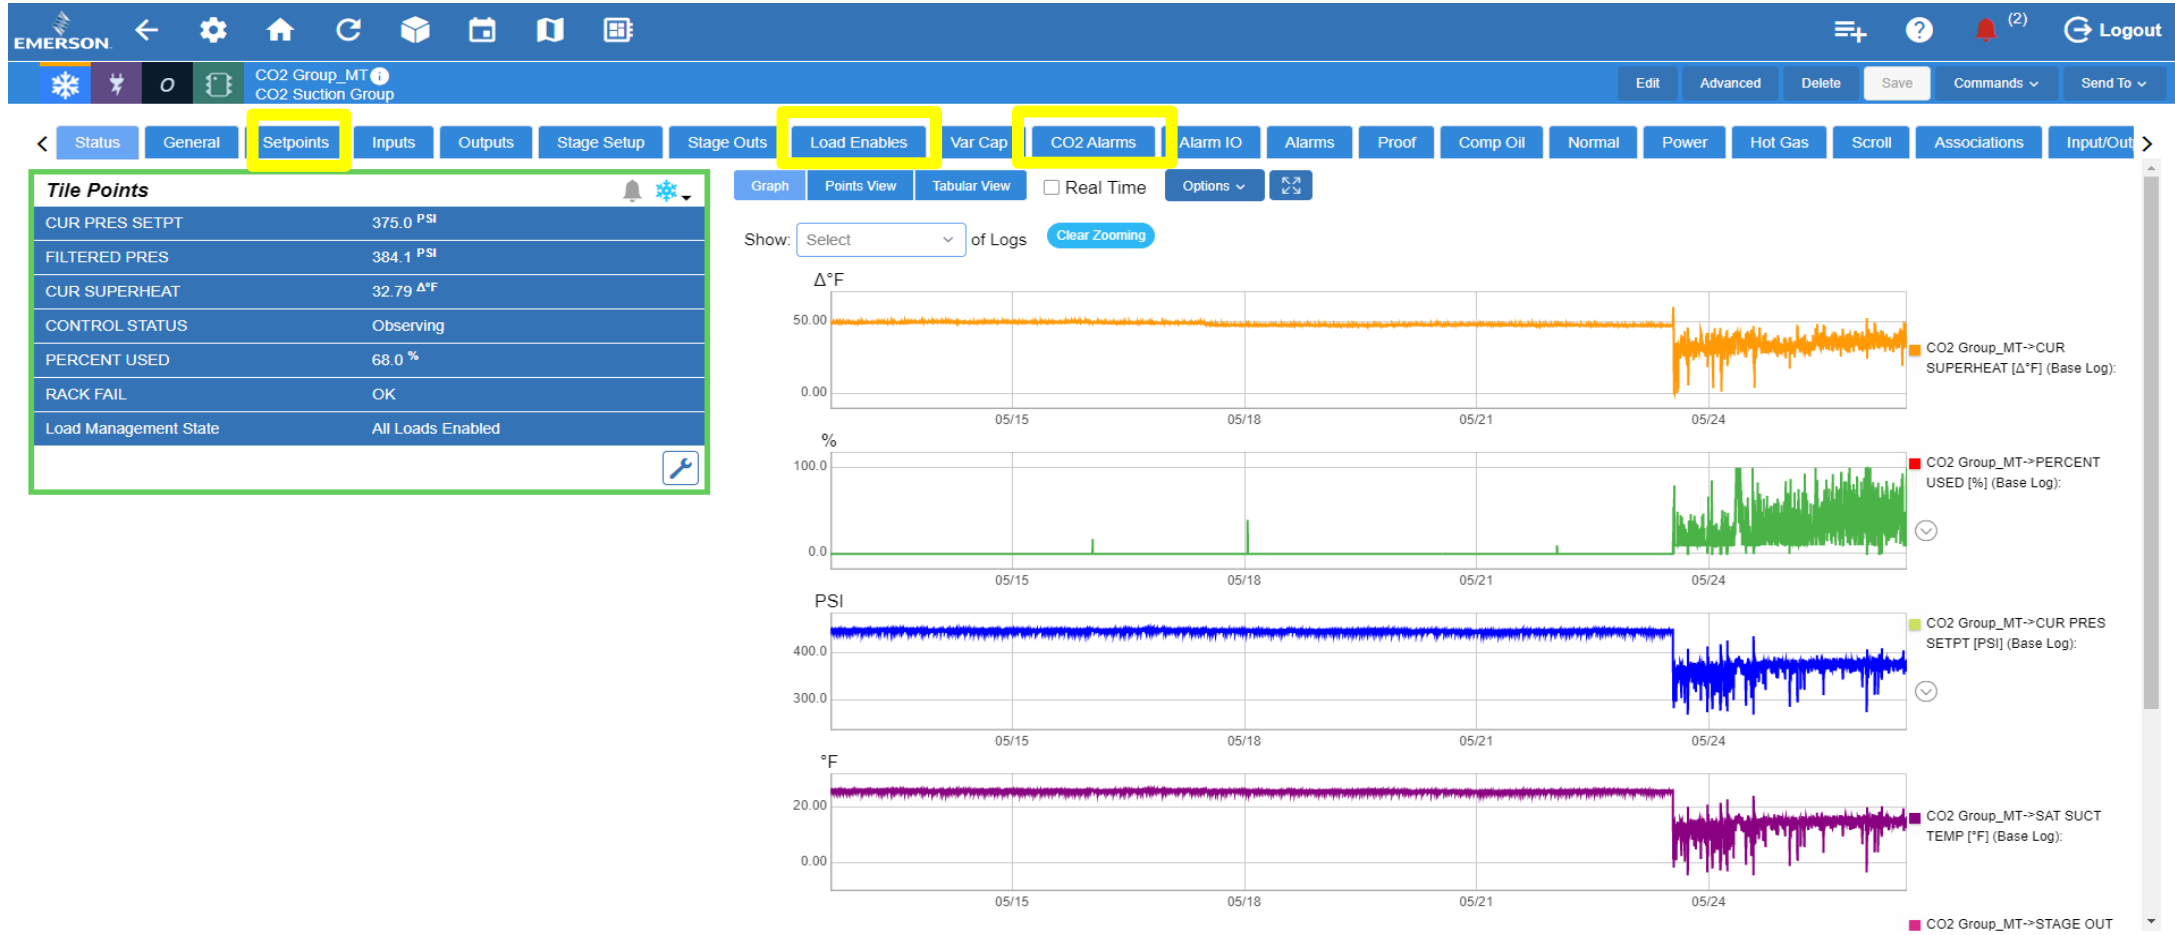 EMERSON
(2)
Logout
O
CO2 Group_MT
CO2 Suction Group
Edit
Advanced
Delete
Save
Commands
Send To
Status
General
Setpoints
Inputs
Outputs
Stage Setup
Stage Outs
Load Enables
Var Cap
CO2 Alarms
Alarm IO
Alarms
Proof
Comp Oil
Normal
Power
Hot Gas
Scroll
Associations
Input/Out
Tile Points
CUR PRES SETPT 375.0 PSI
FILTERED PRES 384.1 PSI
CUR SUPERHEAT 32.79 Δ°F
CONTROL STATUS Observing
PERCENT USED 68.0 %
RACK FAIL OK
Load Management State All Loads Enabled
Graph
Points View
Tabular View
Real Time
Options
Show: Select of Logs
Clear Zooming
Δ°F
50.00
0.00
05/15 05/18 05/21 05/24
CO2 Group_MT->CUR
SUPERHEAT [Δ°F] (Base Log):
%
100.0
0.0
05/15 05/18 05/21 05/24
CO2 Group_MT->PERCENT
USED [%] (Base Log):
PSI
400.0
300.0
05/15 05/18 05/21 05/24
CO2 Group_MT->CUR PRES
SETPT [PSI] (Base Log):
°F
20.00
0.00
05/15 05/18 05/21 05/24
CO2 Group_MT->SAT SUCT
TEMP [°F] (Base Log):
CO2 Group_MT->STAGE OUT